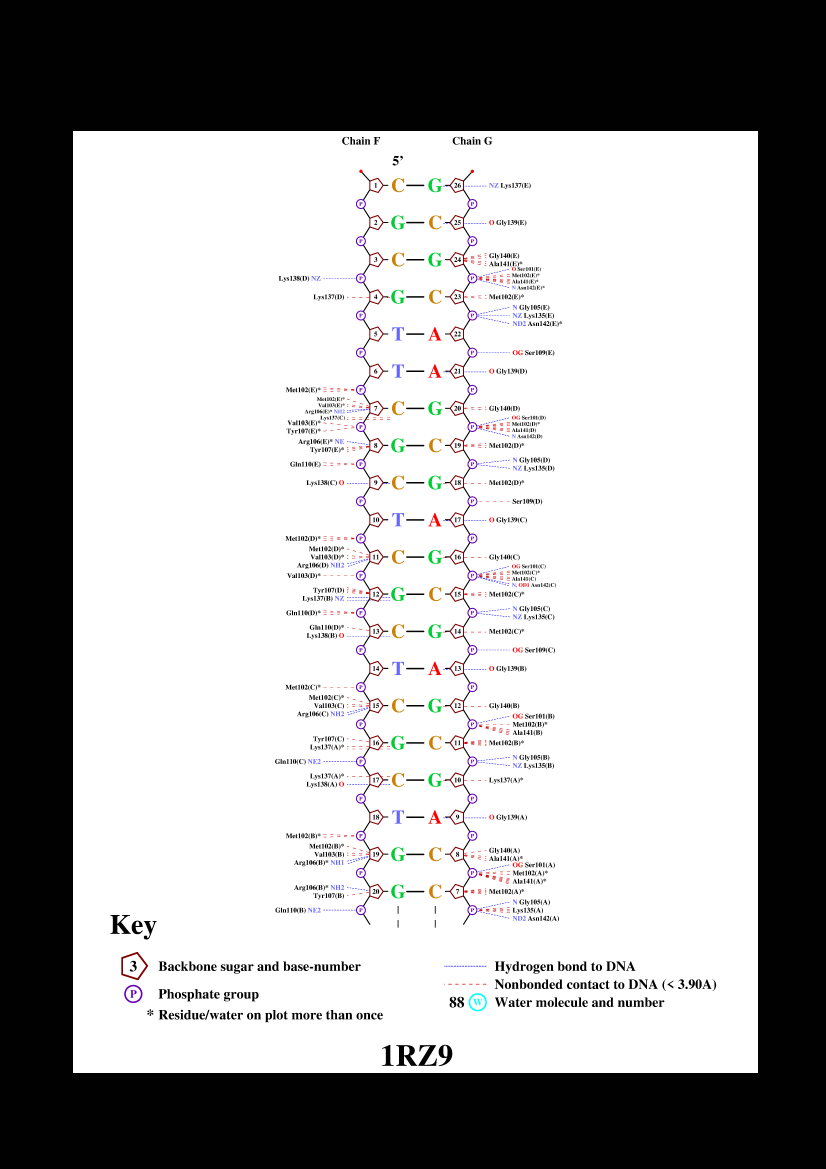 Chain F Chain G
5’
1 C G 26 NZ Lys137(E)
P P
2 G C 25 O Gly139(E)
P P
3 C G 24 Gly140(E)
Ala141(E)*
O Ser101(E)
Met102(E)*
Lys138(D) NZ P P
Ala141(E)*
N Asn142(E)*
Lys137(D) 4 G C 23 Met102(E)*
N Gly105(E)
P P NZ Lys135(E)
ND2 Asn142(E)*
5 T A 22
P P OG Ser109(E)
6 T A 21 O Gly139(D)
Met102(E)* P P
Met102(E)*
Val103(E)*
7 C G 20 Gly140(D)
Arg106(E)* NH2
Lys137(C)
OG Ser101(D)
Val103(E)* Met102(D)*
P P
Tyr107(E)* Ala141(D)
N Asn142(D)
Arg106(E)* NE 8 G C 19 Met102(D)*
Tyr107(E)*
Gln110(E) P P N Gly105(D)
NZ Lys135(D)
Lys138(C) O 9 C G 18 Met102(D)*
P P Ser109(D)
10 T A 17 O Gly139(C)
Met102(D)* P P
Met102(D)*
Val103(D)* 11 C G 16 Gly140(C)
Arg106(D) NH2
OG Ser101(C)
Met102(C)*
Val103(D)* P P
Ala141(C)
N, OD1 Asn142(C)
Tyr107(D) 12 G C 15 Met102(C)*
Lys137(B) NZ
Gln110(D)* P P N Gly105(C)
NZ Lys135(C)
Gln110(D)* 13 C G 14 Met102(C)*
Lys138(B) O
P P OG Ser109(C)
14 T A 13 O Gly139(B)
Met102(C)* P P
Met102(C)*
Val103(C) 15 C G 12 Gly140(B)
Arg106(C) NH2
OG Ser101(B)
P P Met102(B)*
Ala141(B)
Tyr107(C) 16 G C 11 Met102(B)*
Lys137(A)*
Gln110(C) NE2 P P N Gly105(B)
NZ Lys135(B)
Lys137(A)* 17 C G 10 Lys137(A)*
Lys138(A) O
P P
18 T A 9 O Gly139(A)
Met102(B)* P P
Met102(B)*
Val103(B) 19 G C 8 Gly140(A)
Arg106(B)* NH1 Ala141(A)*
OG Ser101(A)
P P Met102(A)*
Ala141(A)*
Arg106(B)* NH2 20 G C 7 Met102(A)*
Tyr107(B)
N Gly105(A)
Gln110(B) NE2 P P Lys135(A)
ND2 Asn142(A)
Key
3 Backbone sugar and base-number
P Phosphate group
* Residue/water on plot more than once
Hydrogen bond to DNA
Nonbonded contact to DNA (< 3.90A)
88 W Water molecule and number
1RZ9